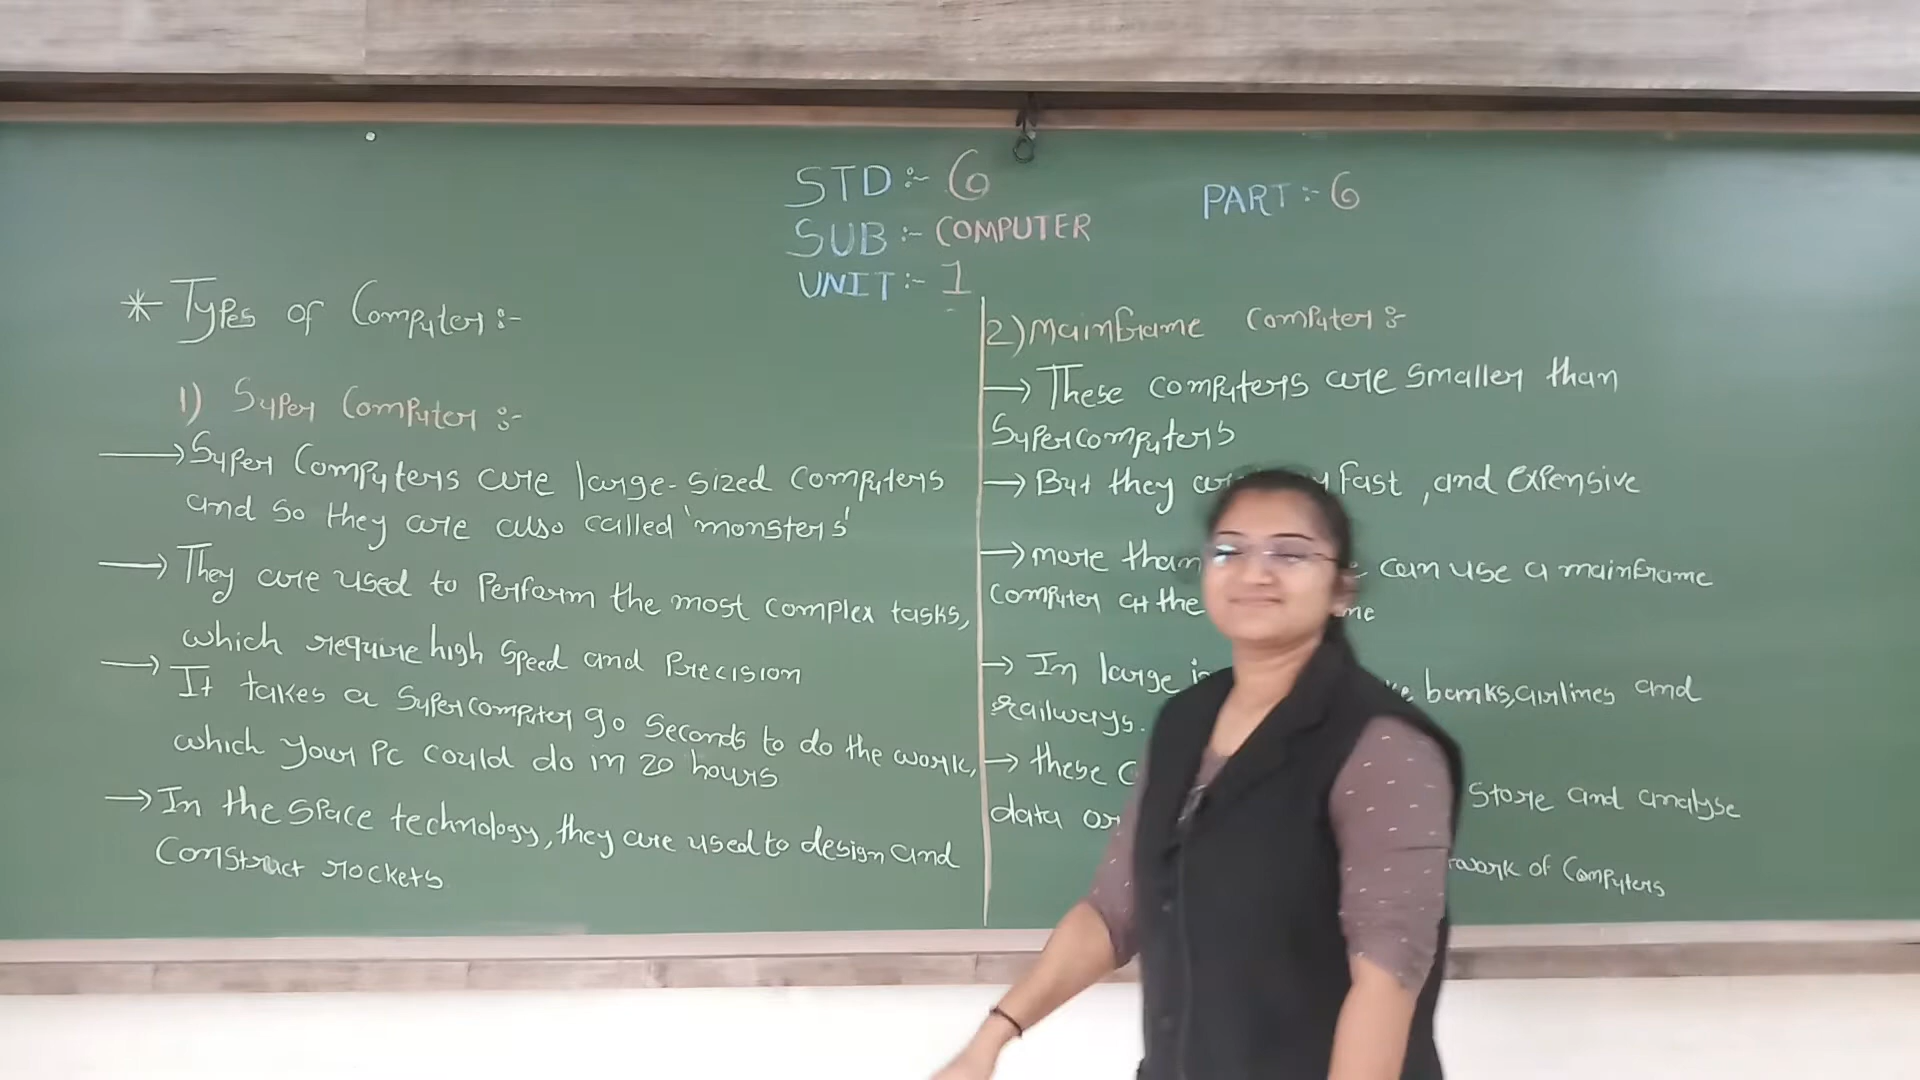 STD :- 6
SUB :- COMPUTER
UNIT :- 1
PART :- 6
* Types of Computer :-
1) Super Computer :-
→ Super Computers are large-sized computers
and so they are also called 'monsters'
→ They are used to Perform the most complex tasks,
which require high speed and Precision
→ It takes a Supercomputer 90 seconds to do the work,
which your PC could do in 20 hours
→ In the space technology, they are used to design and
Construct rockets
2) Mainframe Computer :-
→ These computers are smaller than
Supercomputers
→ But they fast, and expensive
→ more than can use a mainframe
computer at the
→ In large banks, airlines and
railways.
→ these store and analyse
data or
of Computers